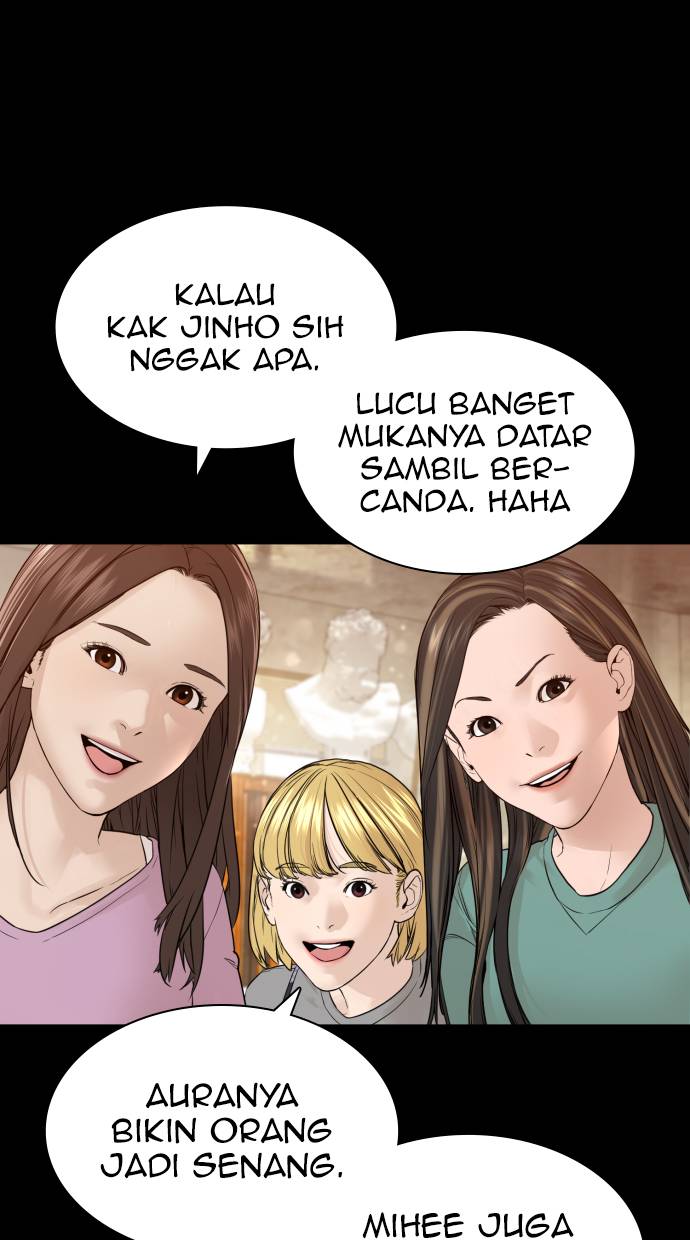 KALAU
KAK JINHO SIH
NGGAK APA.
LUCU BANGET
MUKANYA DATAR
SAMBIL BER-
CANDA. HAHA
AURANYA
BIKIN ORANG
JADI SENANG.
MIHEE JUGA